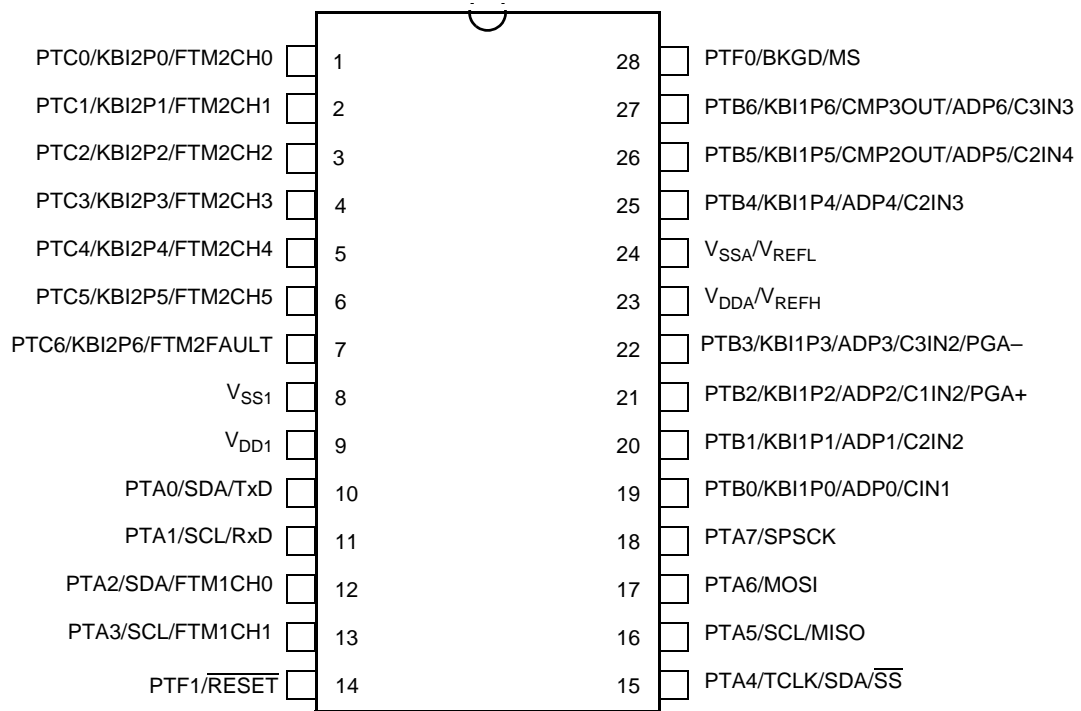 PTC0/KBI2P0/FTM2CH0 1 28 PTF0/BKGD/MS
PTC1/KBI2P1/FTM2CH1 2 27 PTB6/KBI1P6/CMP3OUT/ADP6/C3IN3
PTC2/KBI2P2/FTM2CH2 3 26 PTB5/KBI1P5/CMP2OUT/ADP5/C2IN4
PTC3/KBI2P3/FTM2CH3 4 25 PTB4/KBI1P4/ADP4/C2IN3
PTC4/KBI2P4/FTM2CH4 5 24 VSSA/VREFL
PTC5/KBI2P5/FTM2CH5 6 23 VDDA/VREFH
PTC6/KBI2P6/FTM2FAULT 7 22 PTB3/KBI1P3/ADP3/C3IN2/PGA–
VSS1 8 21 PTB2/KBI1P2/ADP2/C1IN2/PGA+
VDD1 9 20 PTB1/KBI1P1/ADP1/C2IN2
PTA0/SDA/TxD 10 19 PTB0/KBI1P0/ADP0/CIN1
PTA1/SCL/RxD 11 18 PTA7/SPSCK
PTA2/SDA/FTM1CH0 12 17 PTA6/MOSI
PTA3/SCL/FTM1CH1 13 16 PTA5/SCL/MISO
PTF1/RESET 14 15 PTA4/TCLK/SDA/SS